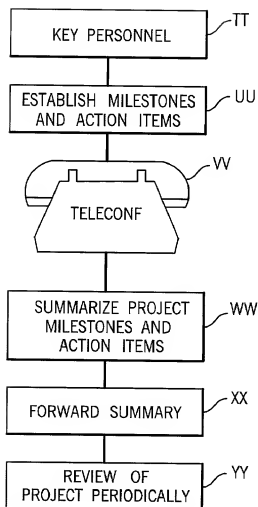 KEY PERSONNEL
TT
ESTABLISH MILESTONES
AND ACTION ITEMS
UU
TELECONF
VV
SUMMARIZE PROJECT
MILESTONES AND
ACTION ITEMS
WW
FORWARD SUMMARY
XX
REVIEW OF
PROJECT PERIODICALLY
YY